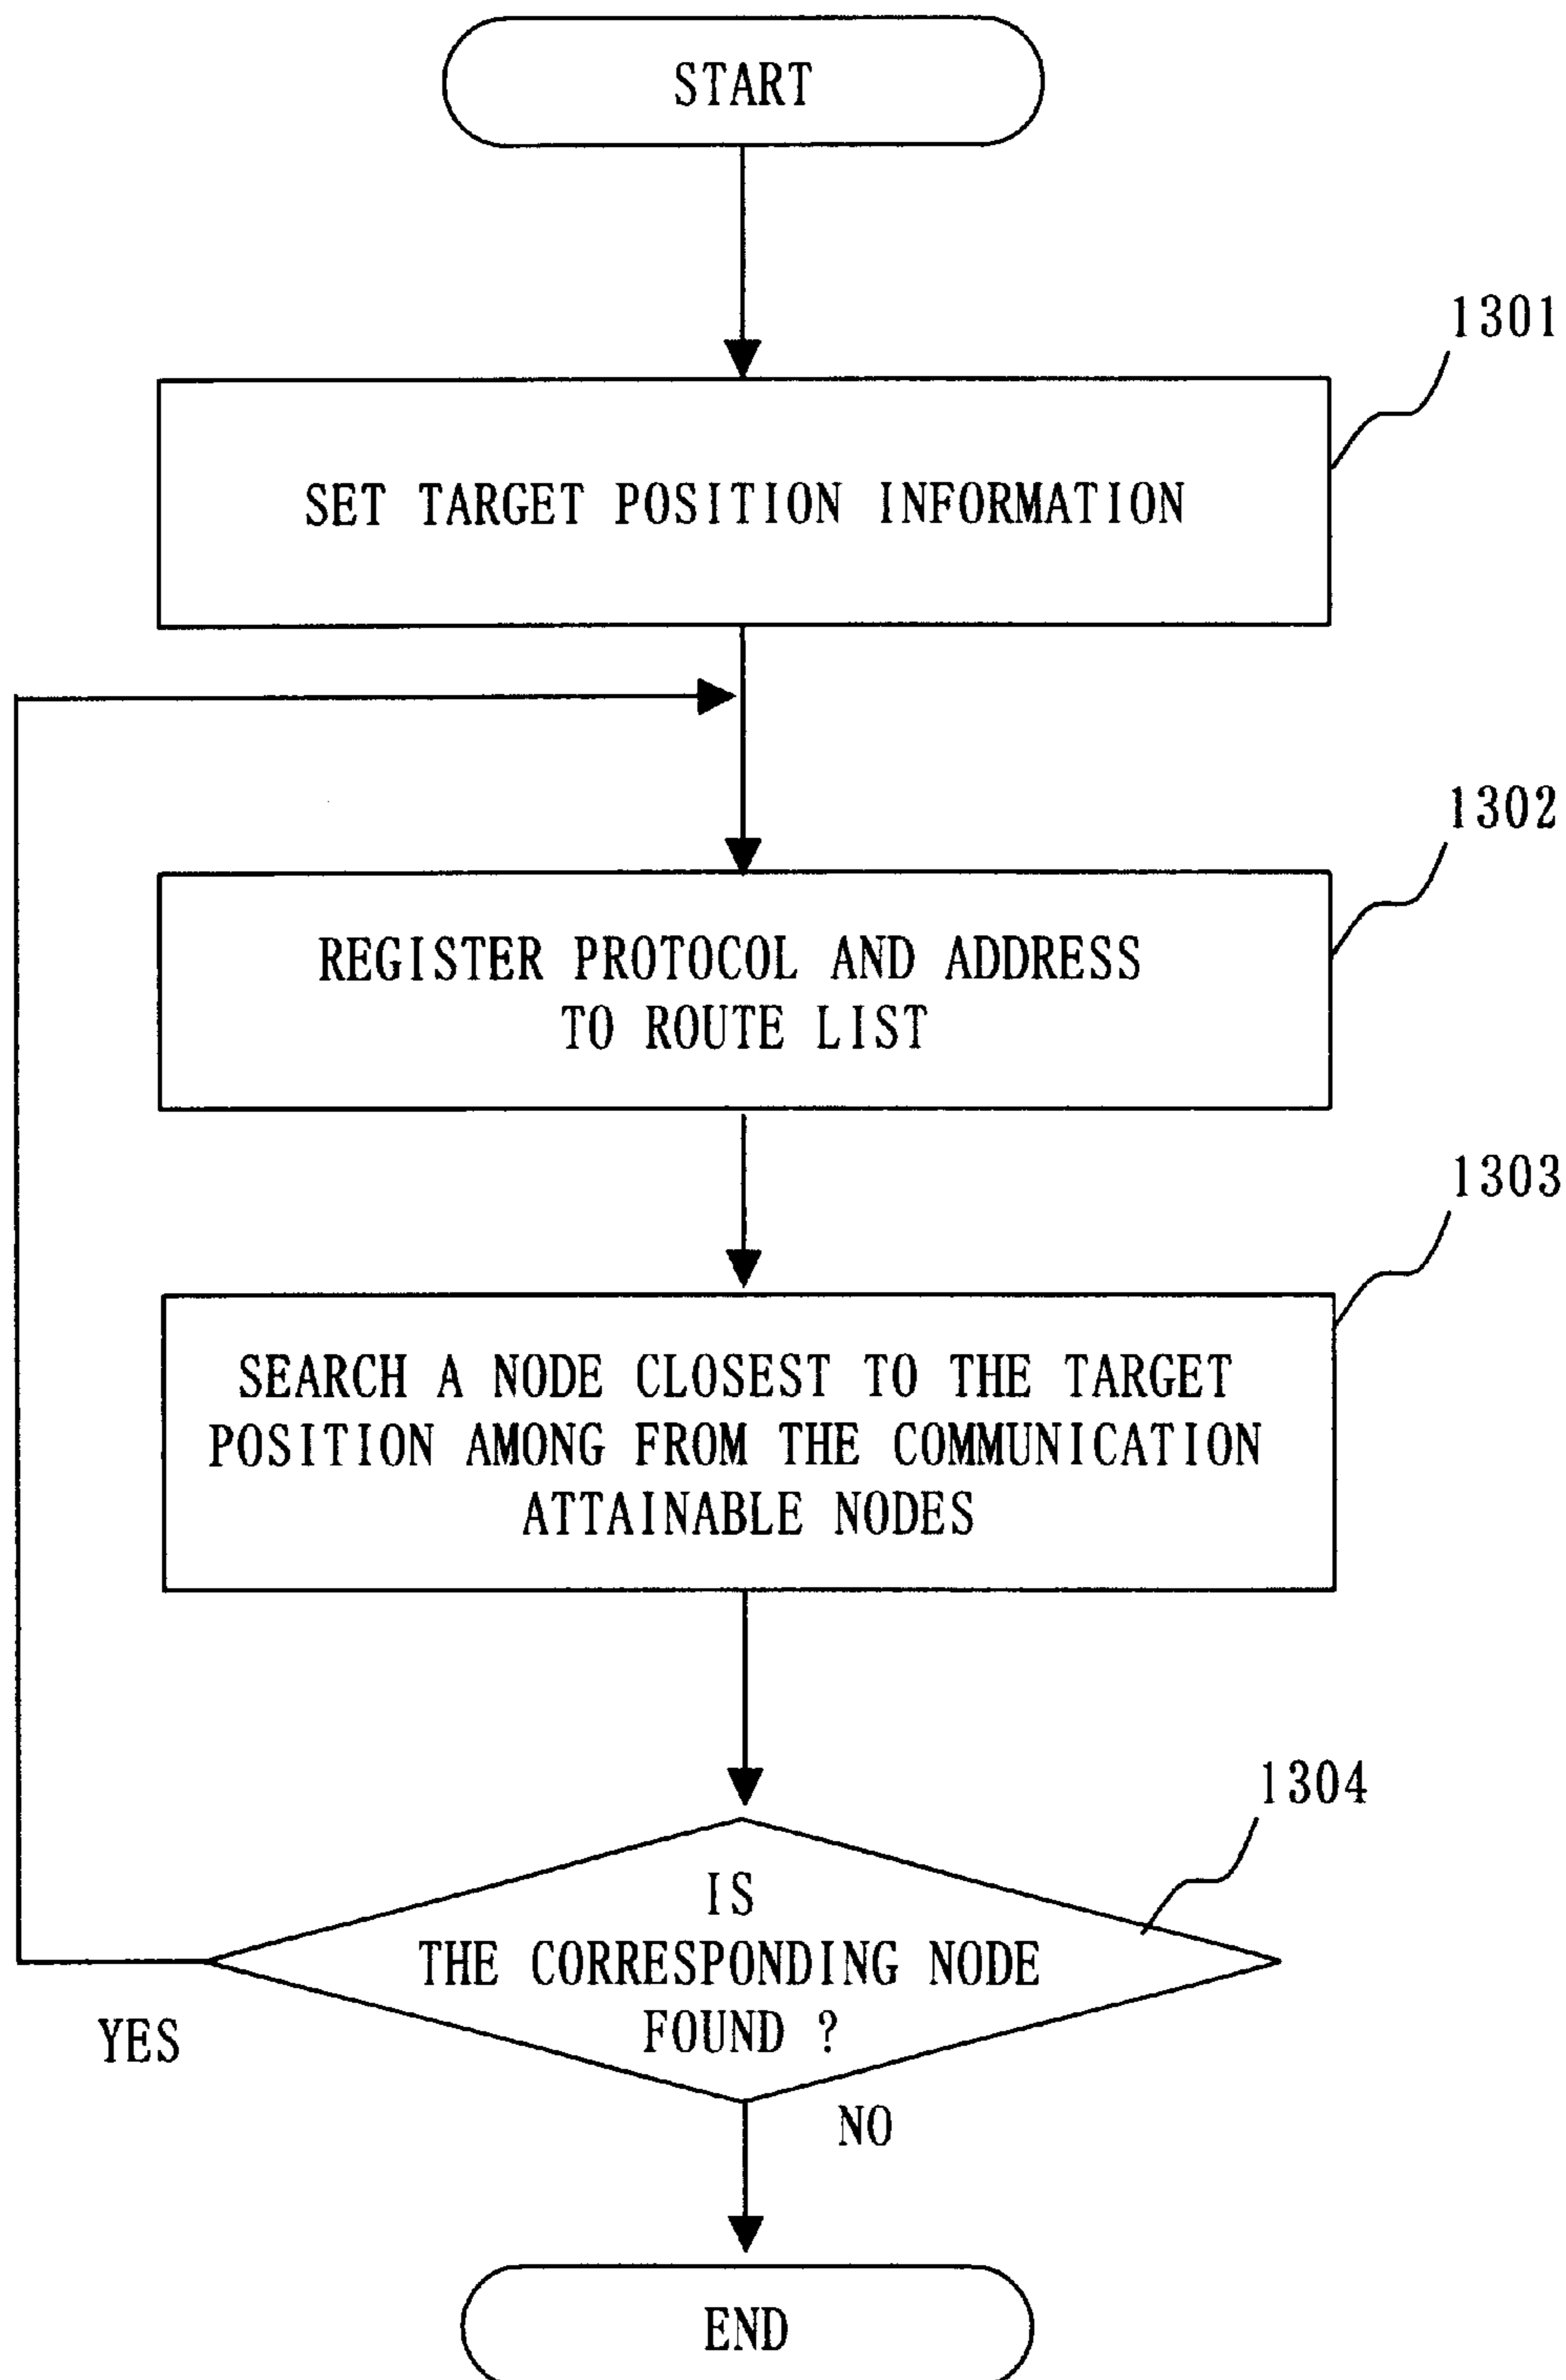 START
1301
SET TARGET POSITION INFORMATION
1302
REGISTER PROTOCOL AND ADDRESS
TO ROUTE LIST
1303
SEARCH A NODE CLOSEST TO THE TARGET
POSITION AMONG FROM THE COMMUNICATION
ATTAINABLE NODES
1304
IS
THE CORRESPONDING NODE
FOUND ?
YES
NO
END